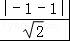 | − 1 − 1 |
√2